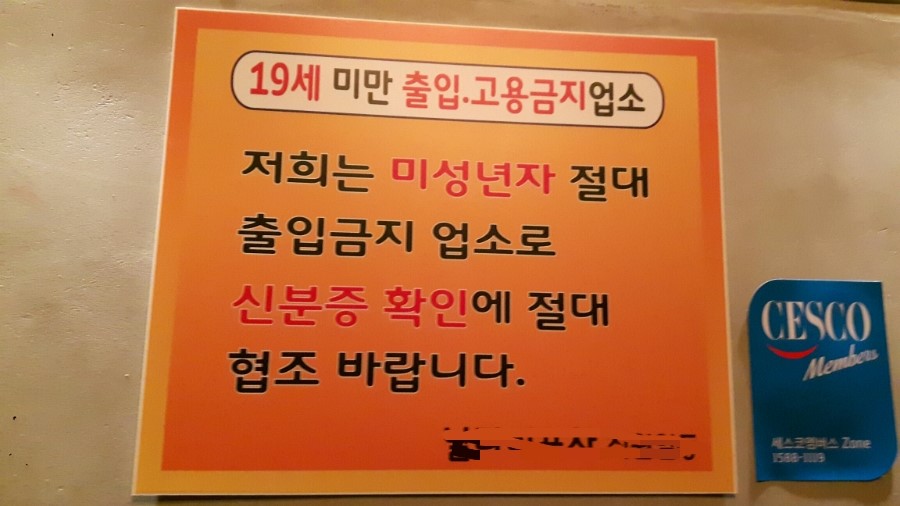 19세 미만 출입.고용금지업소
저희는 미성년자 절대
출입금지 업소로
신분증 확인에 절대
협조 바랍니다.
CESCO
Members
세스코멤버스 Zone
1588-1119